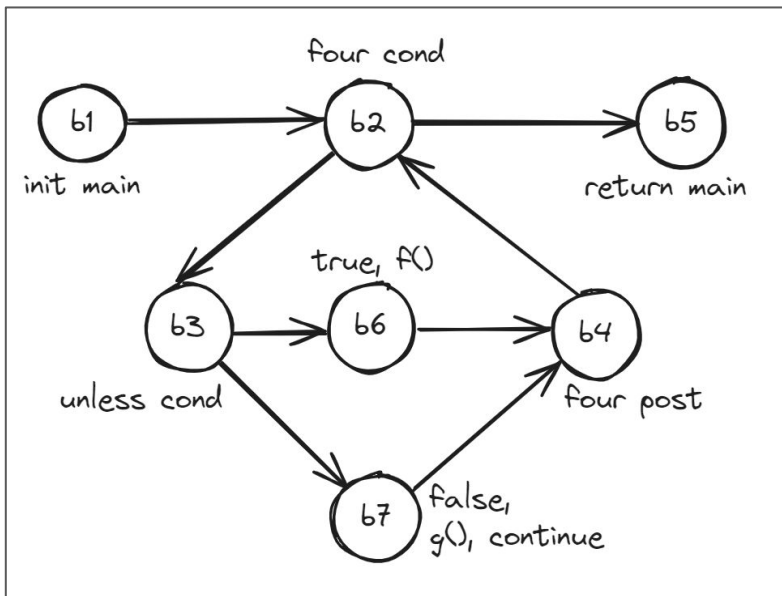 four cond
b1
b2
b5
init main
return main
true, f()
b3
b6
b4
unless cond
four post
b7
false,
g(), continue